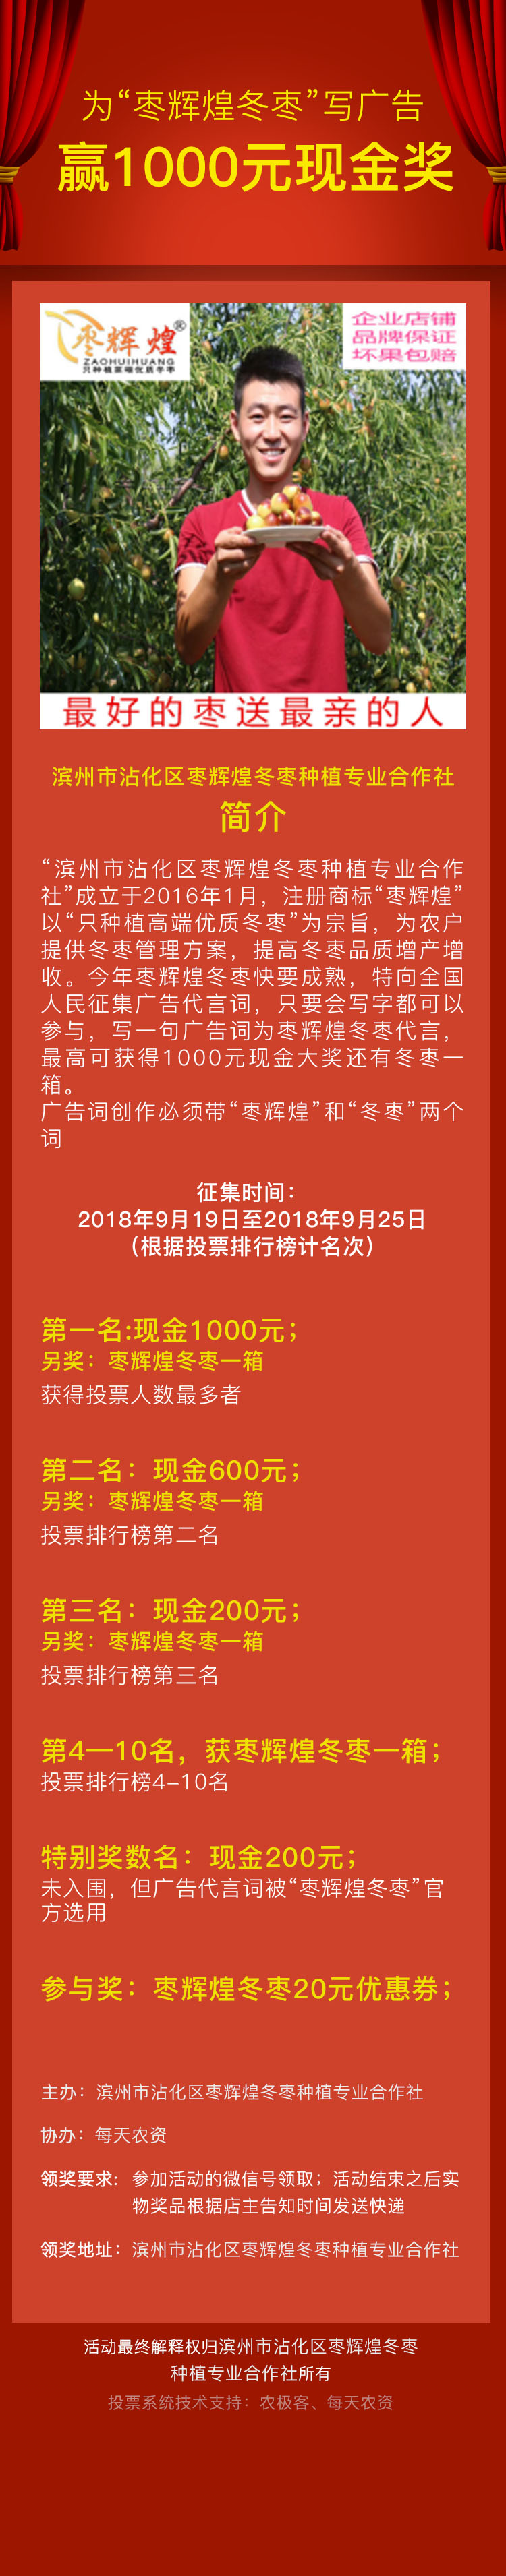 为“枣辉煌冬枣”写广告
赢1000元现金奖
枣辉煌®
ZAOHUIHUANG
只种植高端优质冬枣
企业店铺
品牌保证
坏果包赔
最好的枣送最亲的人
滨州市沾化区枣辉煌冬枣种植专业合作社
简介
“滨州市沾化区枣辉煌冬枣种植专业合作
社”成立于2016年1月，注册商标“枣辉煌”
以“只种植高端优质冬枣”为宗旨，为农户
提供冬枣管理方案，提高冬枣品质增产增
收。今年枣辉煌冬枣快要成熟，特向全国
人民征集广告代言词，只要会写字都可以
参与，写一句广告词为枣辉煌冬枣代言，
最高可获得1000元现金大奖还有冬枣一
箱。
广告词创作必须带“枣辉煌”和“冬枣”两个
词
征集时间：
2018年9月19日至2018年9月25日
（根据投票排行榜计名次）
第一名:现金1000元；
另奖：枣辉煌冬枣一箱
获得投票人数最多者
第二名：现金600元；
另奖：枣辉煌冬枣一箱
投票排行榜第二名
第三名：现金200元；
另奖：枣辉煌冬枣一箱
投票排行榜第三名
第4—10名，获枣辉煌冬枣一箱；
投票排行榜4–10名
特别奖数名：现金200元；
未入围，但广告代言词被“枣辉煌冬枣”官
方选用
参与奖：枣辉煌冬枣20元优惠券；
主办：滨州市沾化区枣辉煌冬枣种植专业合作社
协办：每天农资
领奖要求：参加活动的微信号领取；活动结束之后实
物奖品根据店主告知时间发送快递
领奖地址：滨州市沾化区枣辉煌冬枣种植专业合作社
活动最终解释权归滨州市沾化区枣辉煌冬枣
种植专业合作社所有
投票系统技术支持：农极客、每天农资